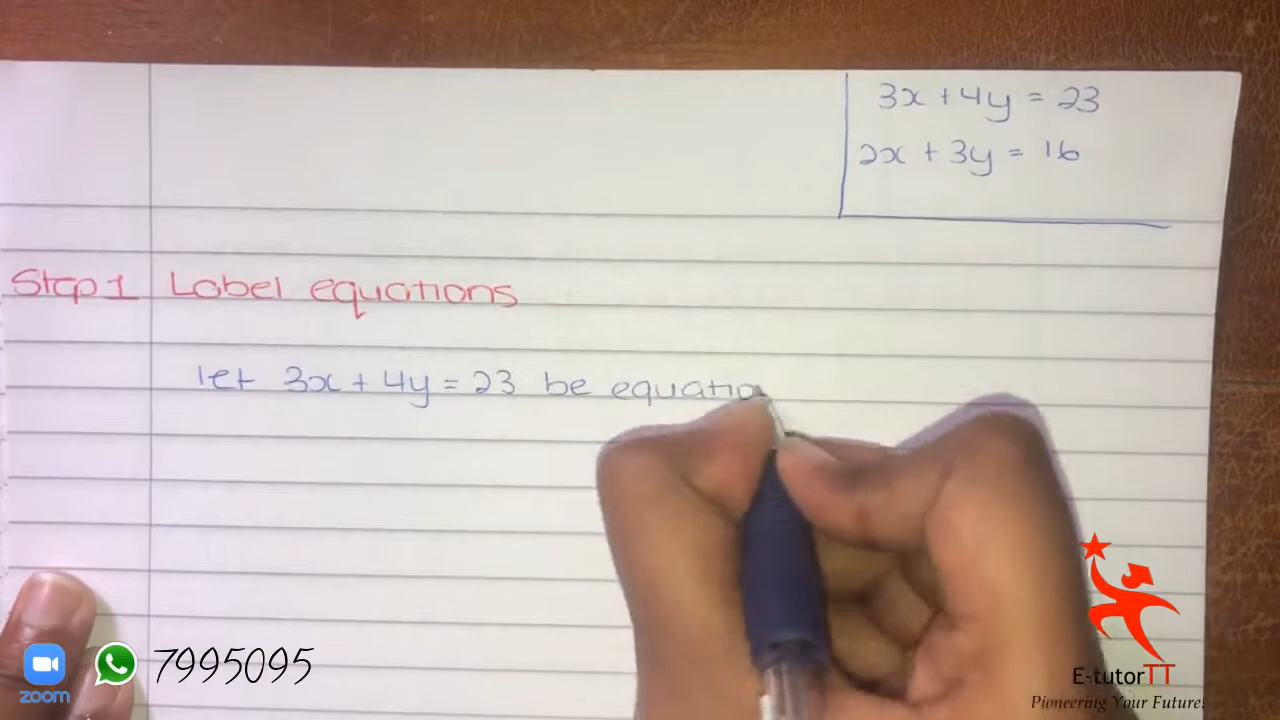 3x + 4y = 23
2x + 3y = 16
Step 1 Label equations
let 3x + 4y = 23 be equatio
7995095
zoom
E-tutorTT
Pioneering Your Future!